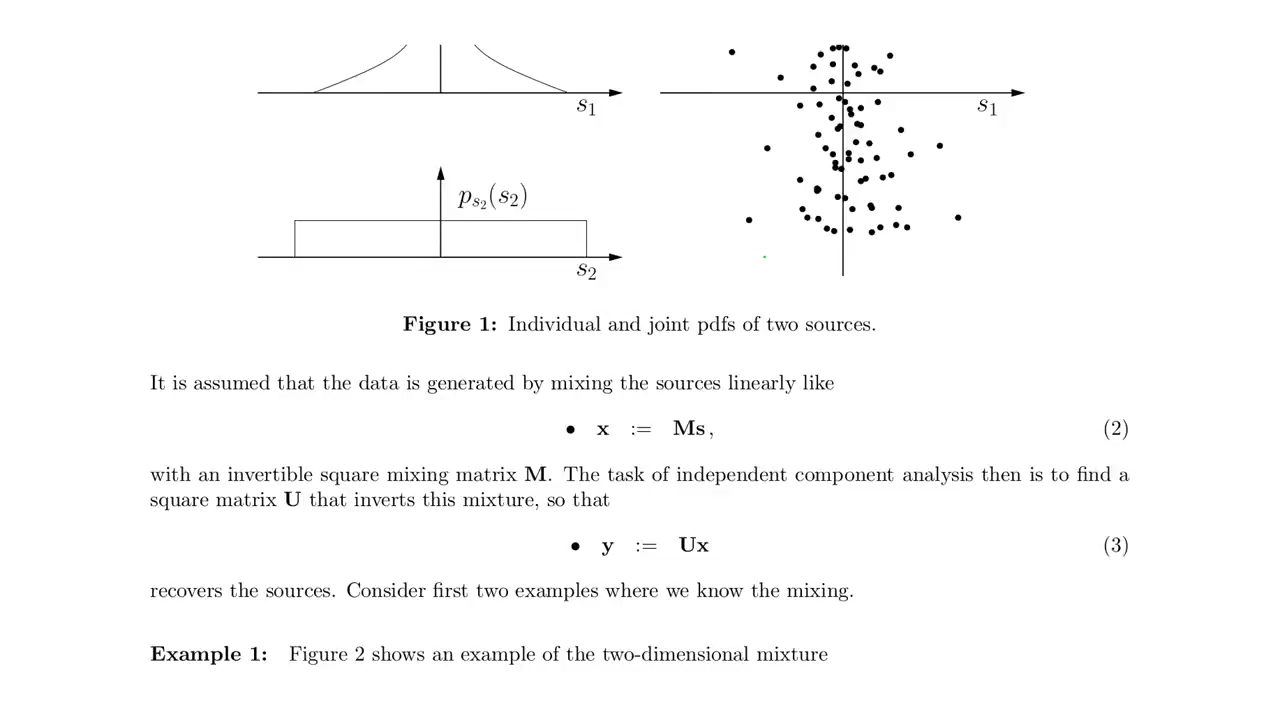 s1
s1
ps2(s2)
s2
Figure 1: Individual and joint pdfs of two sources.
It is assumed that the data is generated by mixing the sources linearly like
• x := Ms , (2)
with an invertible square mixing matrix M. The task of independent component analysis then is to find a
square matrix U that inverts this mixture, so that
• y := Ux (3)
recovers the sources. Consider first two examples where we know the mixing.
Example 1: Figure 2 shows an example of the two-dimensional mixture